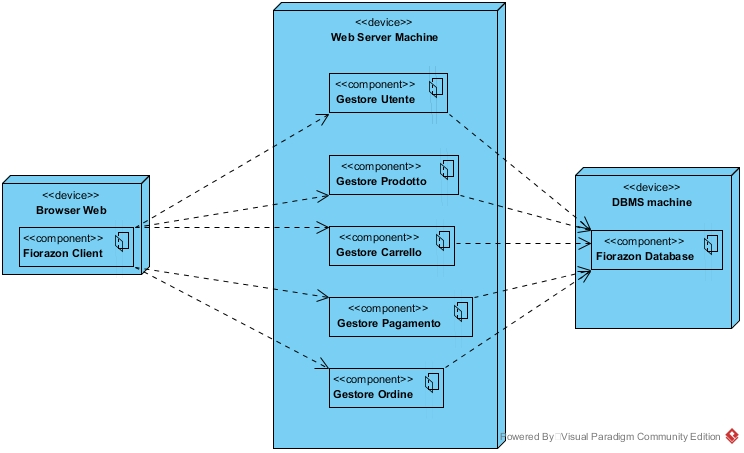 <<device>>
Web Server Machine
<<component>>
Gestore Utente
<<component>>
Gestore Prodotto
<<component>>
Gestore Carrello
<<component>>
Gestore Pagamento
<<component>>
Gestore Ordine
<<device>>
Browser Web
<<component>>
Fiorazon Client
<<device>>
DBMS machine
<<component>>
Fiorazon Database
Powered By Visual Paradigm Community Edition